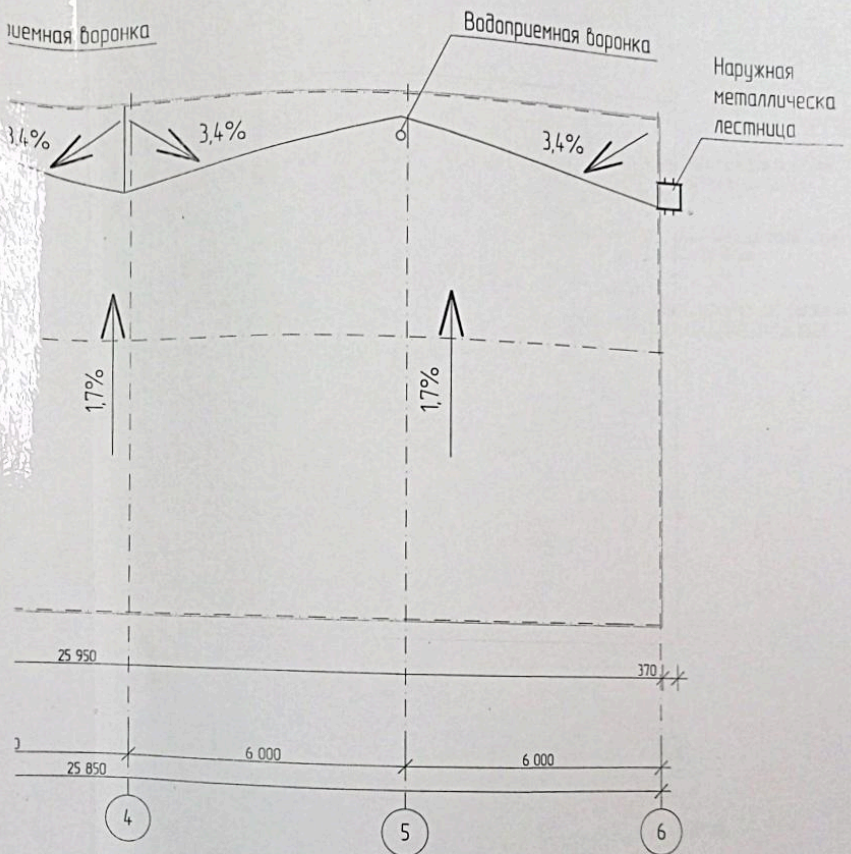 иемная воронка
Водоприемная воронка
Наружная
металлическа
лестница
3,4%
3,4%
3,4%
1,7%
1,7%
25 950
370
6 000
6 000
25 850
4
5
6